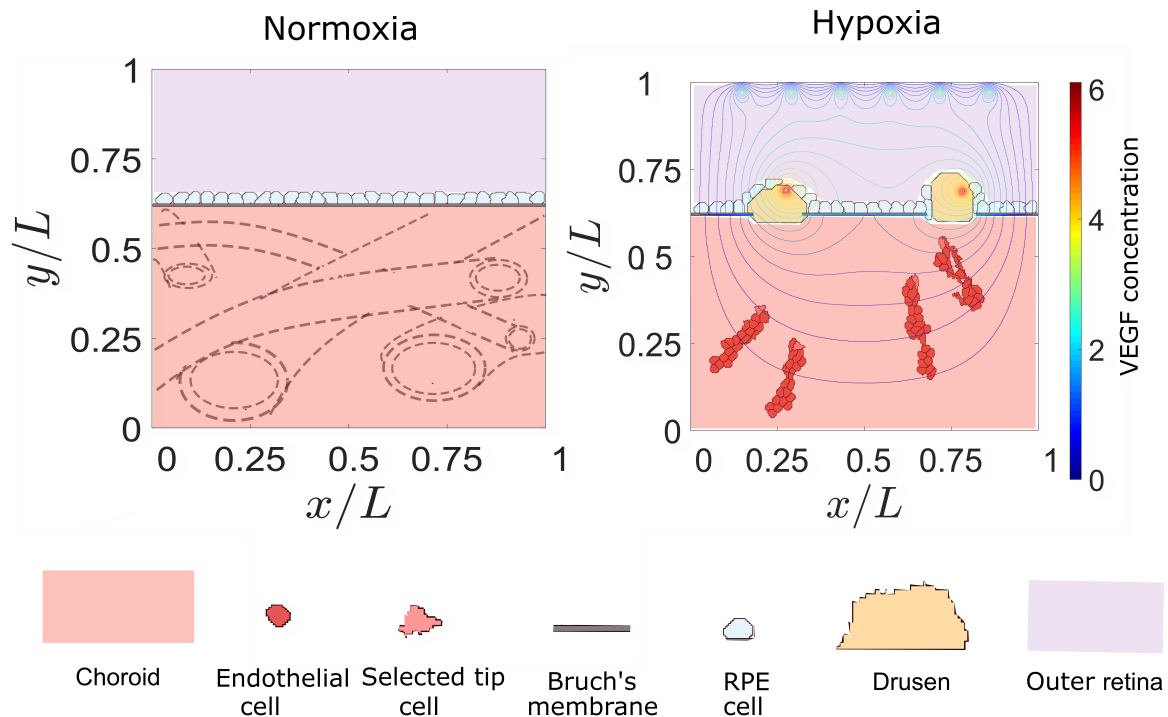 Normoxia
Hypoxia
1
0.75
0.5
0.25
0
y/L
0 0.25 0.5 0.75 1
x/L
1
0.75
0 5
0.25
0
y/L
0 0.25 0.5 0.75 1
x/L
6
4
2
0
VEGF concentration
Choroid
Endothelial
cell
Selected tip
cell
Bruch's
membrane
RPE
cell
Drusen
Outer retina